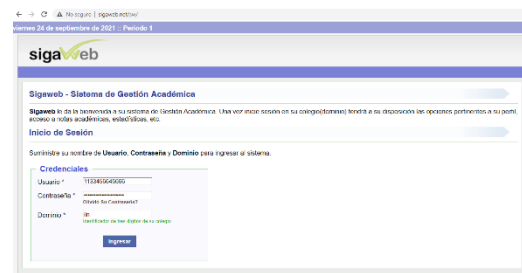 No seguro | sigaweb.net/sw/
viernes 24 de septiembre de 2021 :: Periodo 1
sigaweb
Sigaweb - Sistema de Gestión Académica
Sigaweb le da la bienvenida a su sistema de Gestión Académica. Una vez inicie sesión en su colegio(dominio) tendrá a su disposición las opciones pertinentes a su perfil,
acceso a notas académicas, estadísticas, etc.
Inicio de Sesión
Suministre su nombre de Usuario, Contraseña y Dominio para ingresar al sistema.
Credenciales
Usuario *
Contraseña *
Olvidó Su Contraseña?
Dominio *
Identificador de tres dígitos de su colegio
Ingresar